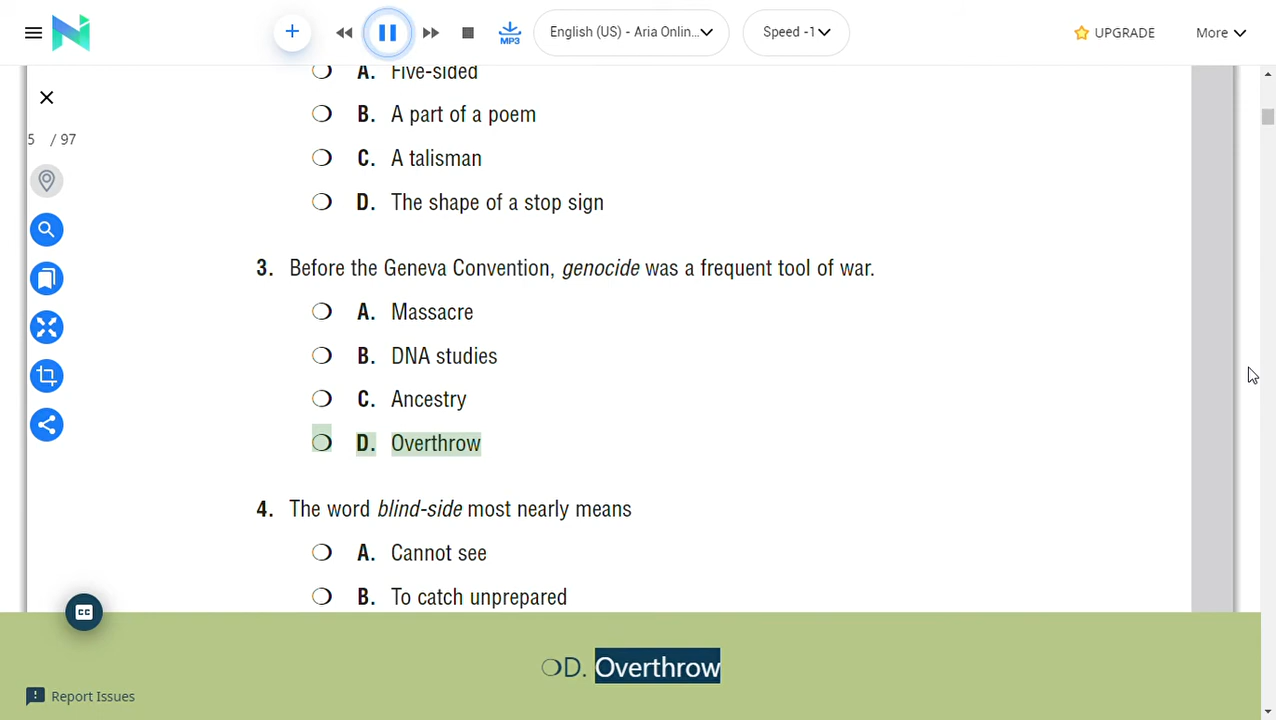 English (US) - Aria Onlin...
Speed -1
UPGRADE
More
MP3
5 / 97
A. Five-sided
B. A part of a poem
C. A talisman
D. The shape of a stop sign
3. Before the Geneva Convention, genocide was a frequent tool of war.
A. Massacre
B. DNA studies
C. Ancestry
D. Overthrow
4. The word blind-side most nearly means
A. Cannot see
B. To catch unprepared
CC
D. Overthrow
Report Issues